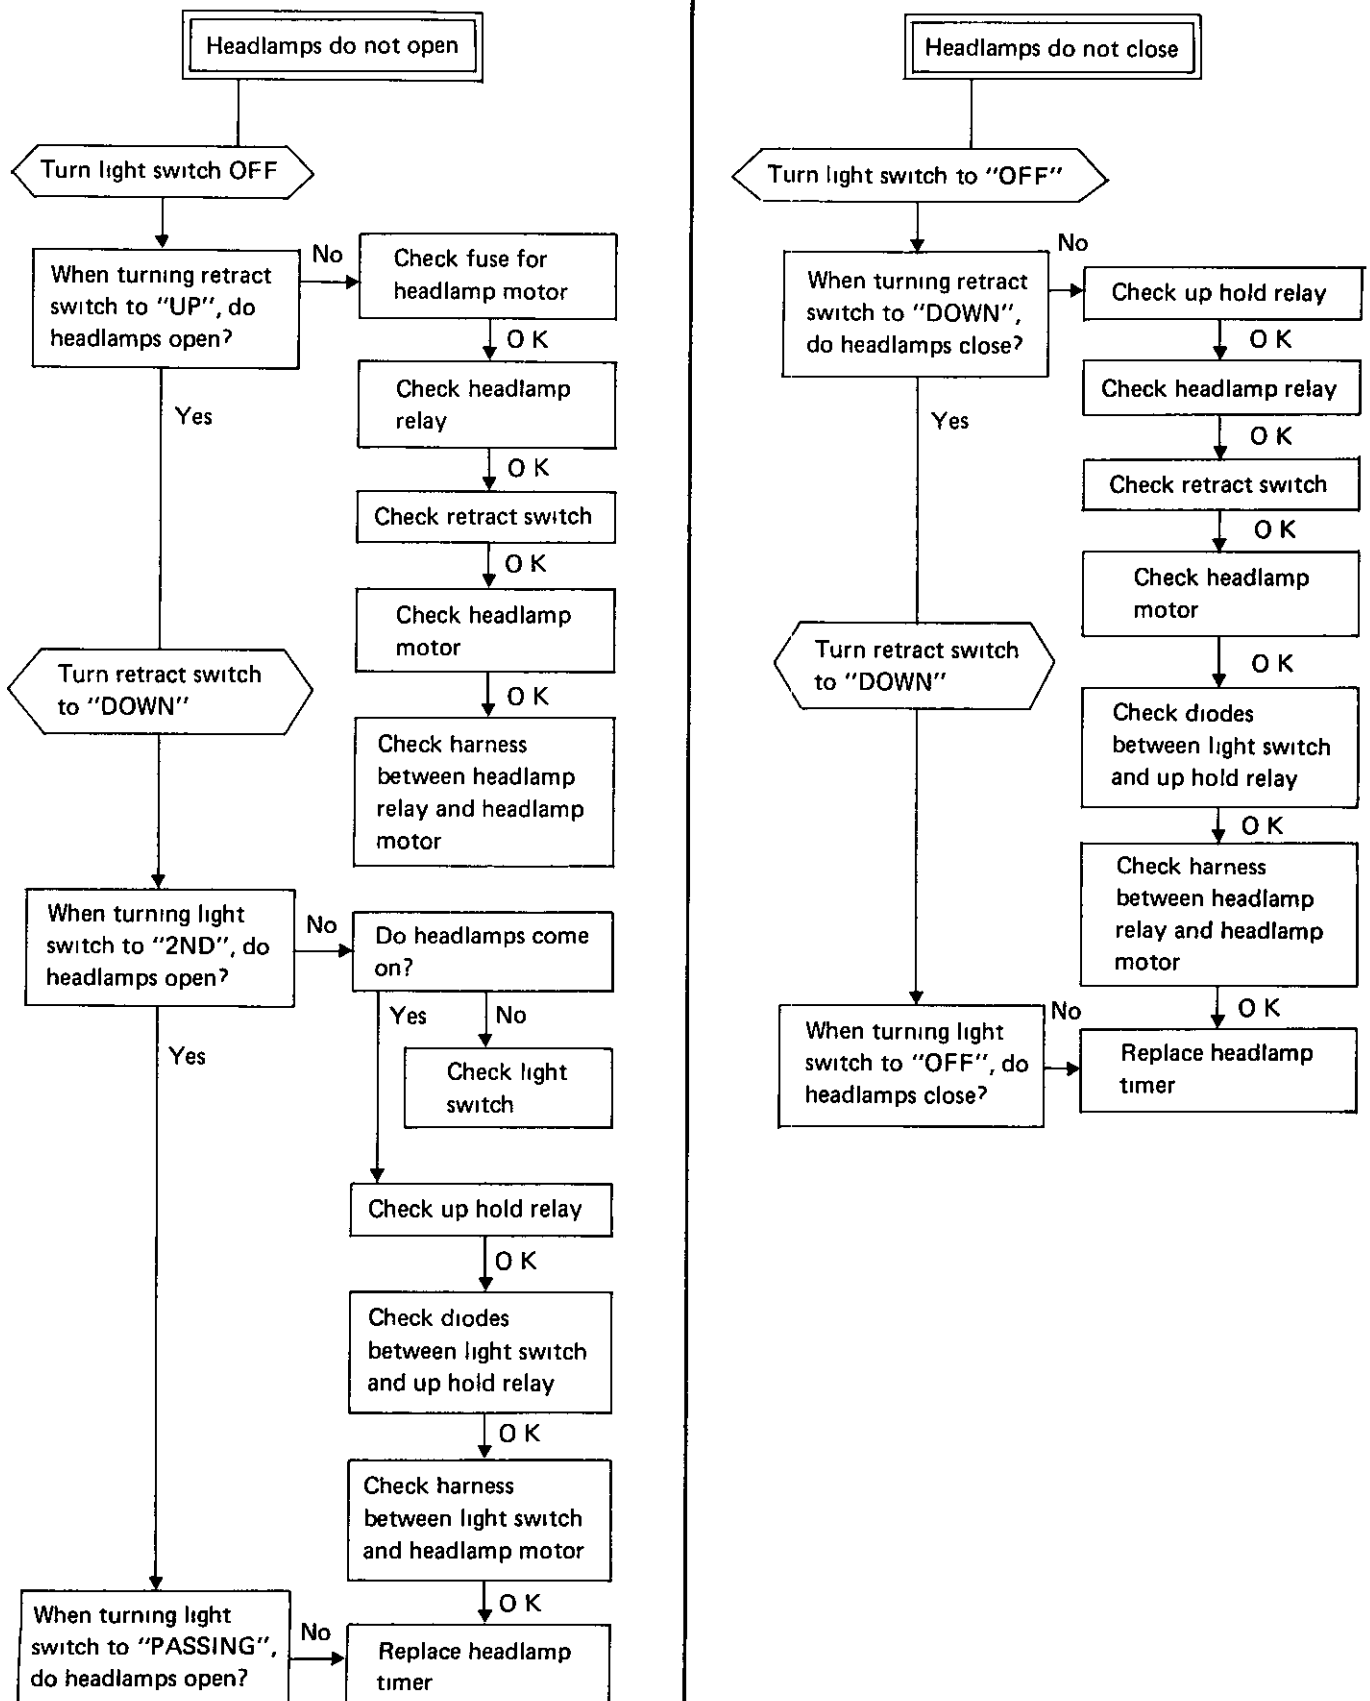 Headlamps do not open
Turn light switch OFF
When turning retract
switch to "UP", do
headlamps open?
No
Check fuse for
headlamp motor
OK
Check headlamp
relay
OK
Check retract switch
OK
Check headlamp
motor
OK
Check harness
between headlamp
relay and headlamp
motor
Yes
Turn retract switch
to "DOWN"
When turning light
switch to "2ND", do
headlamps open?
No
Do headlamps come
on?
Yes
No
Check light
switch
Check up hold relay
OK
Check diodes
between light switch
and up hold relay
OK
Check harness
between light switch
and headlamp motor
OK
Yes
When turning light
switch to "PASSING",
do headlamps open?
No
Replace headlamp
timer
Headlamps do not close
Turn light switch to "OFF"
When turning retract
switch to "DOWN",
do headlamps close?
No
Check up hold relay
OK
Check headlamp relay
OK
Check retract switch
OK
Check headlamp
motor
OK
Check diodes
between light switch
and up hold relay
OK
Check harness
between headlamp
relay and headlamp
motor
OK
Yes
Turn retract switch
to "DOWN"
When turning light
switch to "OFF", do
headlamps close?
No
Replace headlamp
timer